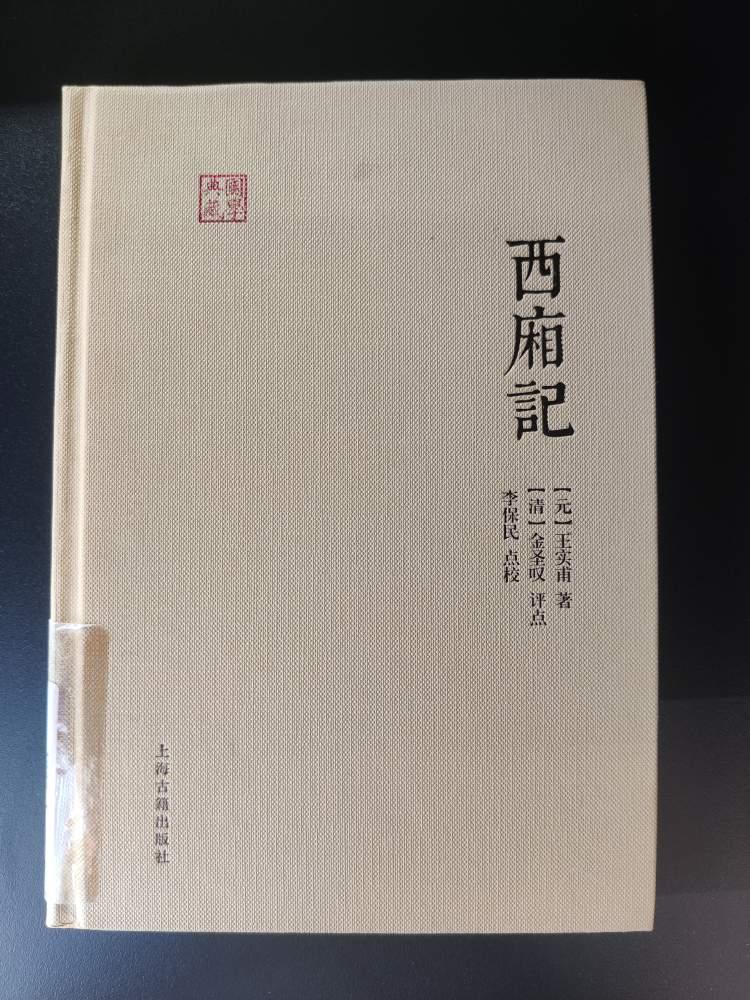 西廂記
【元】王实甫 著
【清】金圣叹 评点
李保民 点校
國學
典藏
上海古籍出版社